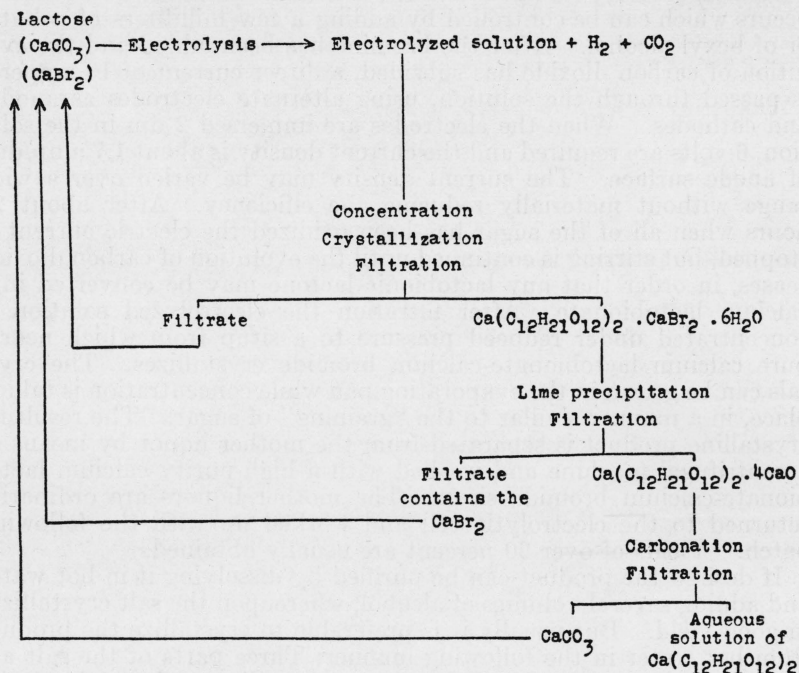 Lactose
(CaCO3) — Electrolysis → Electrolyzed solution + H2 + CO2
(CaBr2)
Concentration
Crystallization
Filtration
Filtrate Ca(C12H21O12)2 .CaBr2 . 6H2O
Lime precipitation
Filtration
Filtrate Ca(C12H21O12)2.4CaO
contains the
CaBr2
Carbonation
Filtration
CaCO3 Aqueous
solution of
Ca(C12H21O12)2